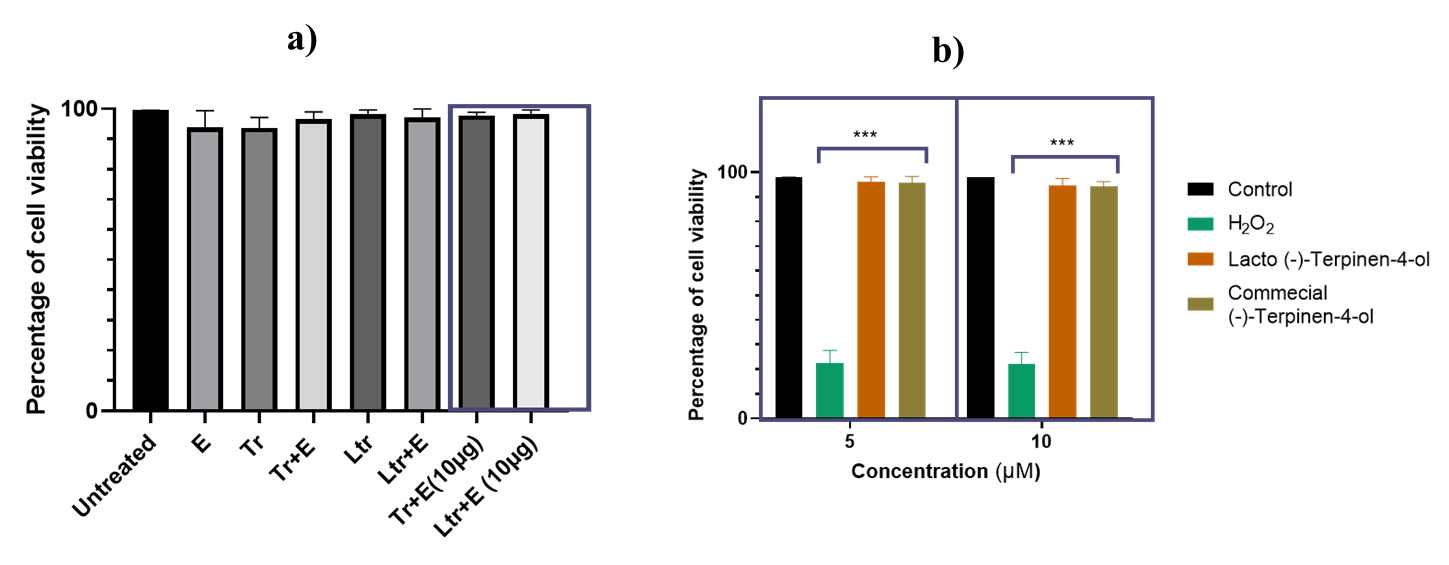 a)
Percentage of cell viability
100
0
Untreated
E
Tr
Tr+E
Ltr
Ltr+E
Tr+E(10µg)
Ltr+E (10µg)
b)
Percentage of cell viability
100
0
***
***
5
10
Concentration (µM)
Control
H₂O₂
Lacto (-)-Terpinen-4-ol
Commecial
(-)-Terpinen-4-ol